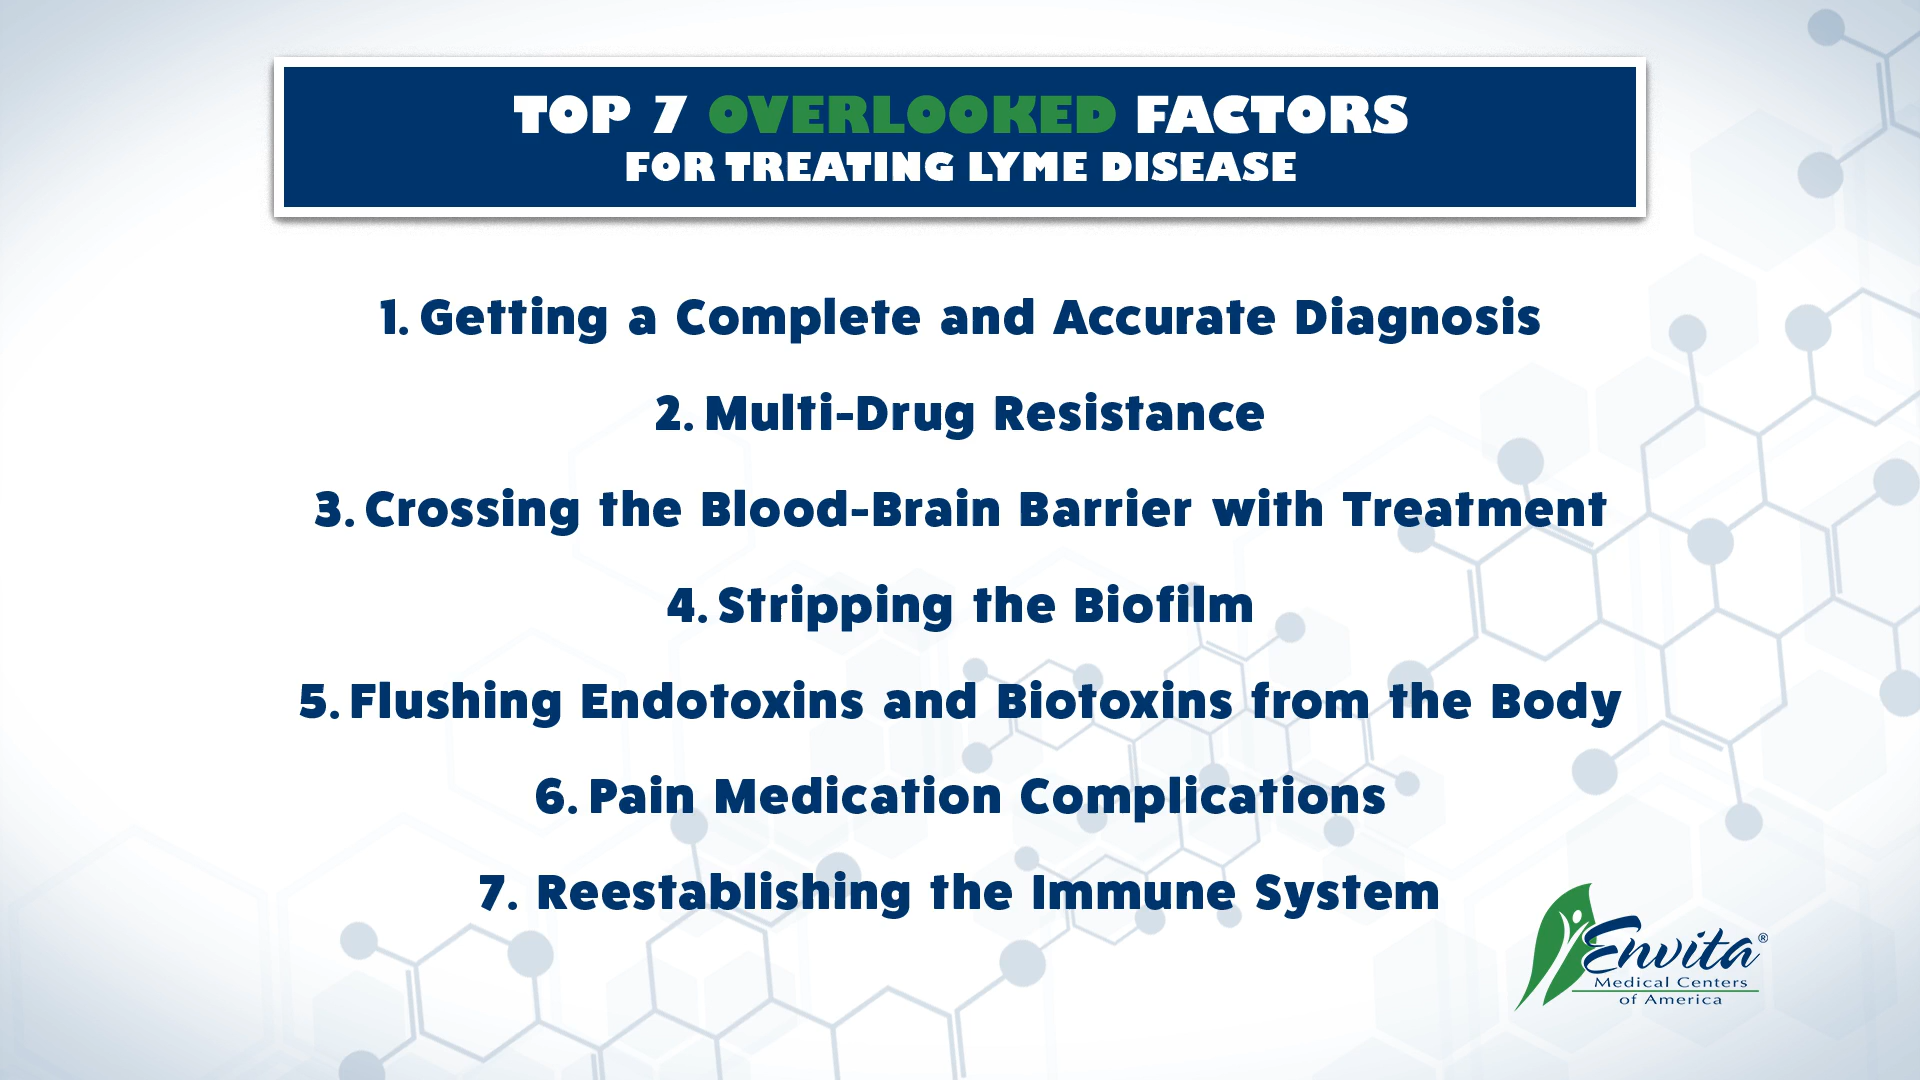 TOP 7 OVERLOOKED FACTORS
FOR TREATING LYME DISEASE
1. Getting a Complete and Accurate Diagnosis
2. Multi-Drug Resistance
3. Crossing the Blood-Brain Barrier with Treatment
4. Stripping the Biofilm
5. Flushing Endotoxins and Biotoxins from the Body
6. Pain Medication Complications
7. Reestablishing the Immune System
Envita®
Medical Centers
of America